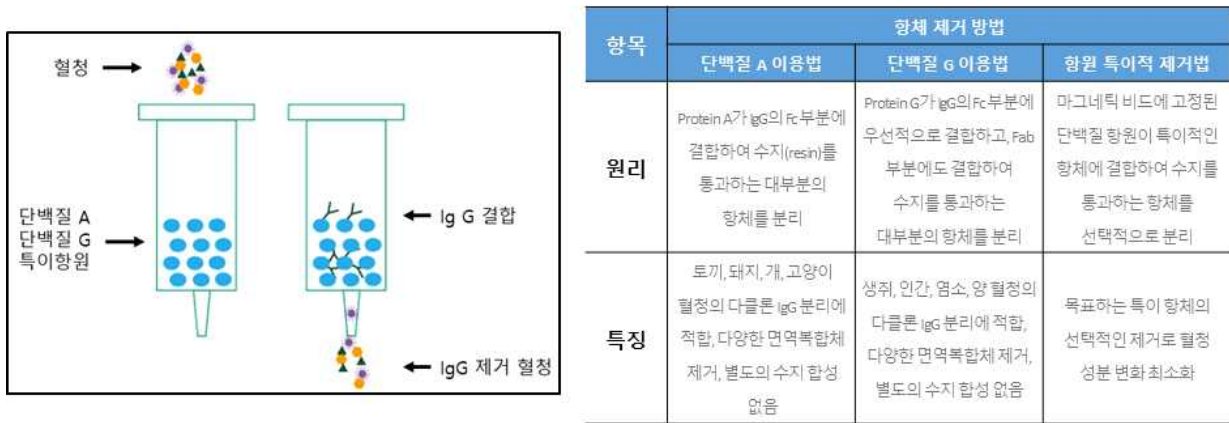 혈청
단백질 A
단백질 G
특이항원
Ig G 결합
IgG 제거 혈청
항목
항체 제거 방법
단백질 A 이용법
단백질 G 이용법
항원 특이적 제거법
원리
Protein A가 IgG의 Fc 부분에
결합하여 수지(resin)를
통과하는 대부분의
항체를 분리
Protein G가 IgG의 Fc 부분에
우선적으로 결합하고, Fab
부분에도 결합하여
수지를 통과하는
대부분의 항체를 분리
마그네틱 비드에 고정된
단백질 항원이 특이적인
항체에 결합하여 수지를
통과하는 항체를
선택적으로 분리
특징
토끼, 돼지, 개, 고양이
혈청의 다클론 IgG 분리에
적합, 다양한 면역복합체
제거, 별도의 수지 합성
없음
생쥐, 인간, 염소, 양 혈청의
다클론 IgG 분리에 적합,
다양한 면역복합체 제거,
별도의 수지 합성 없음
목표하는 특이 항체의
선택적인 제거로 혈청
성분 변화 최소화